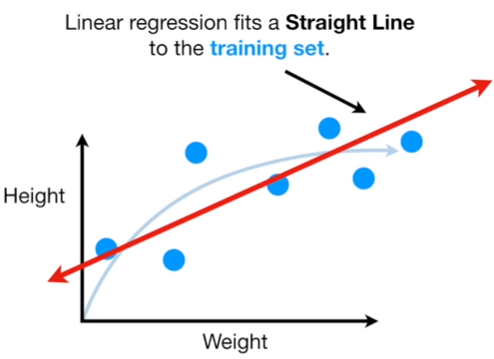 Linear regression fits a Straight Line
to the training set.
Height
Weight